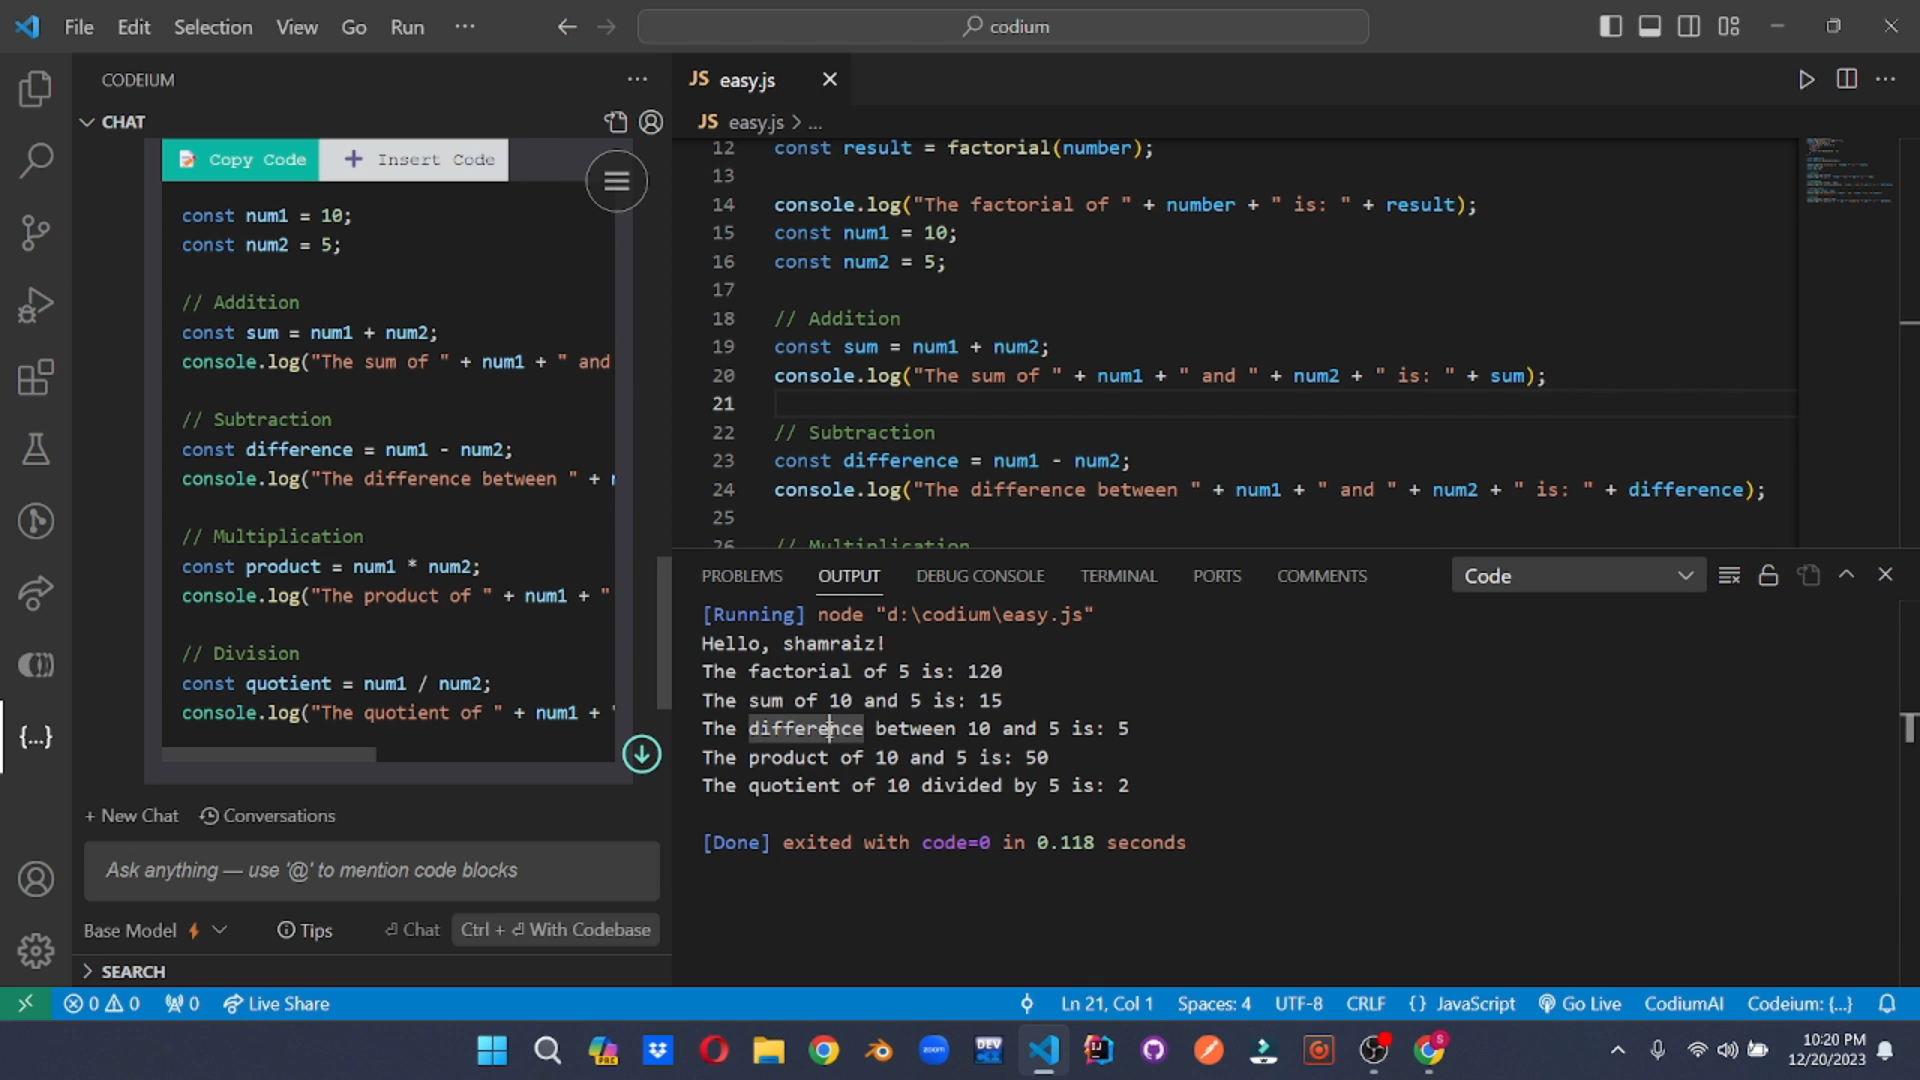 File Edit Selection View Go Run ···
codium
CODEIUM
CHAT
Copy Code + Insert Code
const num1 = 10;
const num2 = 5;
// Addition
const sum = num1 + num2;
console.log("The sum of " + num1 + " and
// Subtraction
const difference = num1 - num2;
console.log("The difference between " +
// Multiplication
const product = num1 * num2;
console.log("The product of " + num1 + "
// Division
const quotient = num1 / num2;
console.log("The quotient of " + num1 +
+ New Chat Conversations
Ask anything — use '@' to mention code blocks
Base Model Tips Chat Ctrl + ⏎ With Codebase
SEARCH
JS easy.js
JS easy.js > ...
12 const result = factorial(number);
13
14 console.log("The factorial of " + number + " is: " + result);
15 const num1 = 10;
16 const num2 = 5;
17
18 // Addition
19 const sum = num1 + num2;
20 console.log("The sum of " + num1 + " and " + num2 + " is: " + sum);
21
22 // Subtraction
23 const difference = num1 - num2;
24 console.log("The difference between " + num1 + " and " + num2 + " is: " + difference);
25
26 // Multiplication
PROBLEMS OUTPUT DEBUG CONSOLE TERMINAL PORTS COMMENTS Code
[Running] node "d:\codium\easy.js"
Hello, shamraiz!
The factorial of 5 is: 120
The sum of 10 and 5 is: 15
The difference between 10 and 5 is: 5
The product of 10 and 5 is: 50
The quotient of 10 divided by 5 is: 2
[Done] exited with code=0 in 0.118 seconds
0 0 0 Live Share Ln 21, Col 1 Spaces: 4 UTF-8 CRLF {} JavaScript Go Live CodiumAI Codeium: {...}
PRE zoom DEV S
10:20 PM
12/20/2023